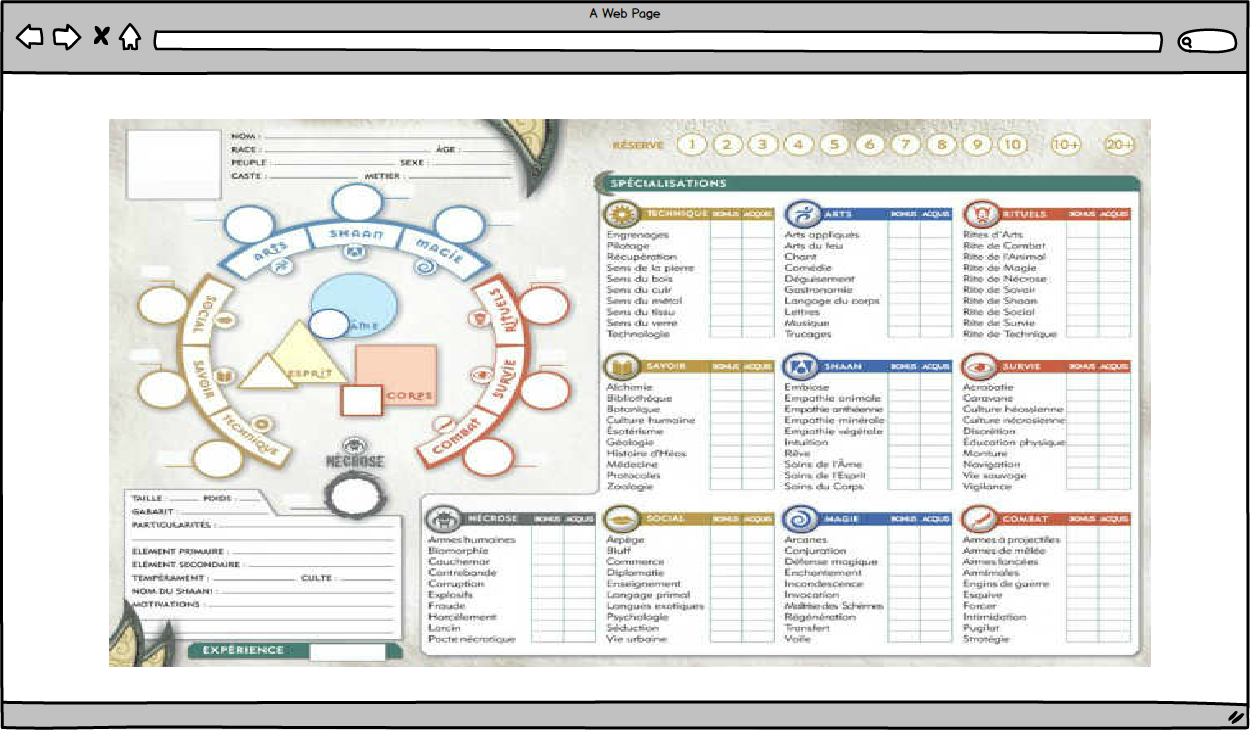 A Web Page
NOM :
RACE : ÂGE :
PEUPLE : SEXE :
CASTE : METIER :
RÉSERVE 1 2 3 4 5 6 7 8 9 10 10+ 20+
ARTS SHAAN MAGIE
SOCIAL SAVOIR TECHNIQUE
RITUELS SURVIE COMBAT
ESPRIT
CORPS
NÉCROSE
TAILLE : POIDS :
GABARIT :
PARTICULARITÉS :
ELEMENT PRIMAIRE :
ELEMENT SECONDAIRE :
TEMPÉRAMENT : CULTE :
NOM DU SHAAN :
MOTIVATIONS :
EXPÉRIENCE
SPÉCIALISATIONS
TECHNIQUE BONUS ACQUIS
Engrenages
Pilotage
Récupération
Sens de la pierre
Sens du bois
Sens du cuir
Sens du métal
Sens du tissu
Sens du verre
Technologie
ARTS BONUS ACQUIS
Arts appliqués
Arts du feu
Chant
Comédie
Déguisement
Gastronomie
Langage du corps
Lettres
Musique
Trucages
RITUELS BONUS ACQUIS
Rites d'Arts
Rite de Combat
Rite de l'Animal
Rite de Magie
Rite de Nécrose
Rite de Savoir
Rite de Shaan
Rite de Social
Rite de Survie
Rite de Technique
SAVOIR BONUS ACQUIS
Alchimie
Bibliothèque
Botanique
Culture humaine
Ésotérisme
Géologie
Histoire d'Héos
Médecine
Protocoles
Zoologie
SHAAN BONUS ACQUIS
Embiose
Empathie animale
Empathie anthéenne
Empathie minérale
Empathie végétale
Intuition
Rêve
Soins de l'Âme
Soins de l'Esprit
Soins du Corps
SURVIE BONUS ACQUIS
Acrobatie
Caravane
Culture héossienne
Culture nécrosienne
Discrétion
Éducation physique
Monture
Navigation
Vie sauvage
Vigilance
NÉCROSE BONUS ACQUIS
Armes humaines
Biomorphie
Cauchemar
Contrebande
Corruption
Explosifs
Fraude
Harcèlement
Larcin
Pacte nécrotique
SOCIAL BONUS ACQUIS
Arpège
Bluff
Commerce
Diplomatie
Enseignement
Langage primal
Langues exotiques
Psychologie
Séduction
Vie urbaine
MAGIE BONUS ACQUIS
Arcanes
Conjuration
Défense magique
Enchantement
Incandescence
Invocation
Maîtrise des Schèmes
Régénération
Transfert
Voile
COMBAT BONUS ACQUIS
Armes à projectiles
Armes de mêlée
Armes lancées
Armimales
Engins de guerre
Esquive
Forcer
Intimidation
Pugilat
Stratégie